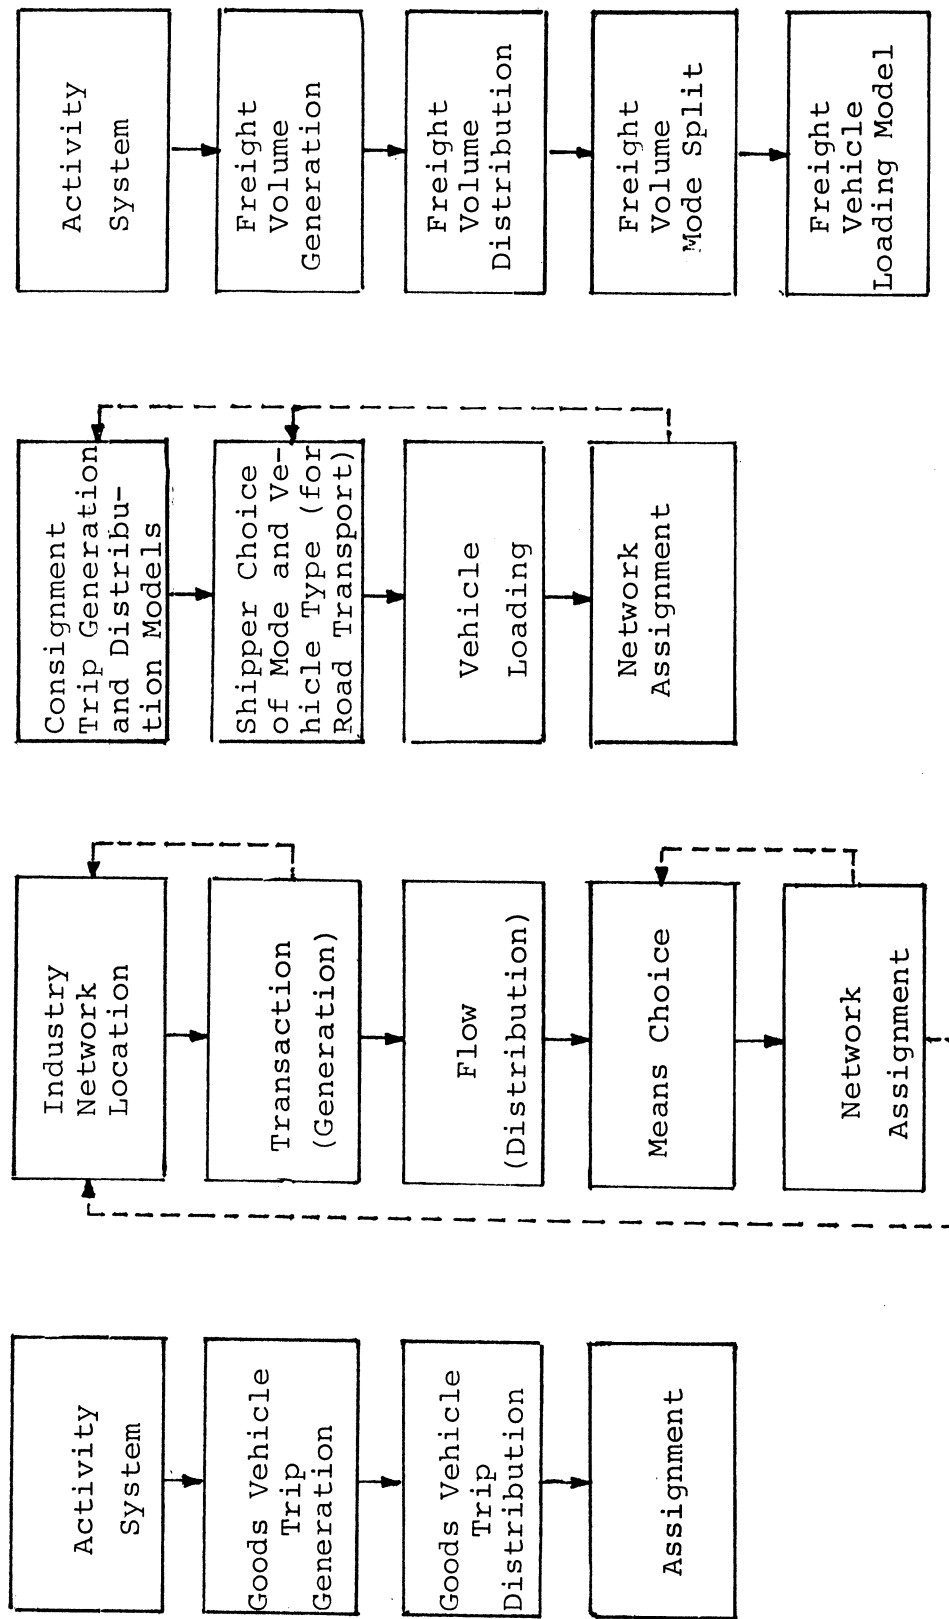 Activity
System
Goods Vehicle
Trip
Generation
Goods Vehicle
Trip
Distribution
Assignment
Industry
Network
Location
Transaction
(Generation)
Flow
(Distribution)
Means Choice
Network
Assignment
Consignment
Trip Generation
and Distribu-
tion Models
Shipper Choice
of Mode and Ve-
hicle Type (for
Road Transport)
Vehicle
Loading
Network
Assignment
Activity
System
Freight
Volume
Generation
Freight
Volume
Distribution
Freight
Volume
Mode Split
Freight
Vehicle
Loading Model